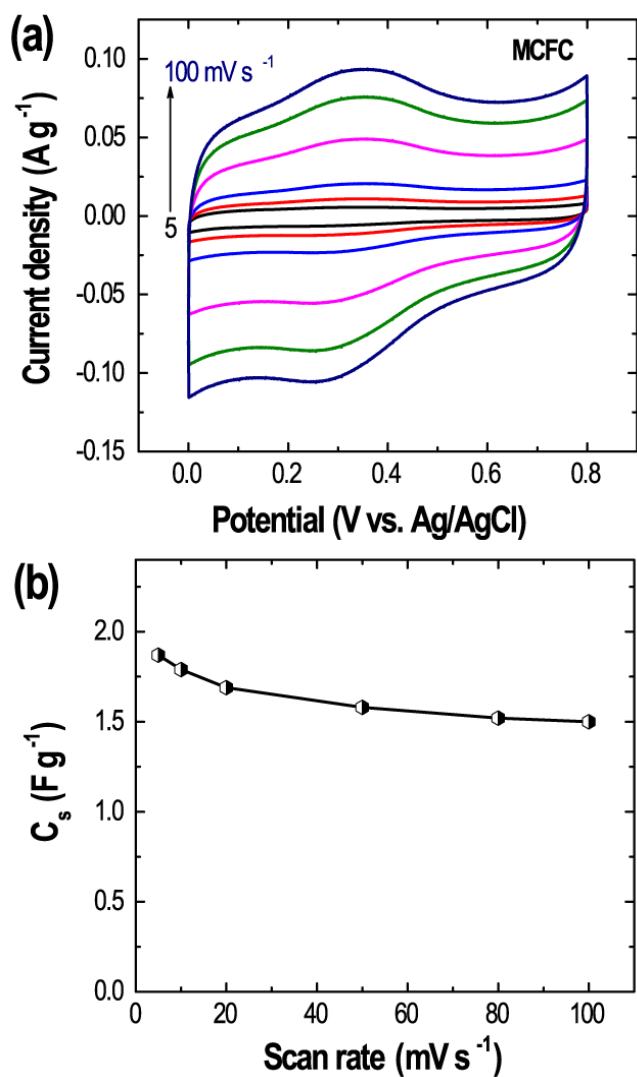 (a)
MCFC
100 mV s⁻¹
5
0.10
0.05
0.00
-0.05
-0.10
-0.15
Current density (A g⁻¹)
0.0 0.2 0.4 0.6 0.8
Potential (V vs. Ag/AgCl)
(b)
2.0
1.5
1.0
0.5
0.0
Cₛ (F g⁻¹)
0 20 40 60 80 100
Scan rate (mV s⁻¹)